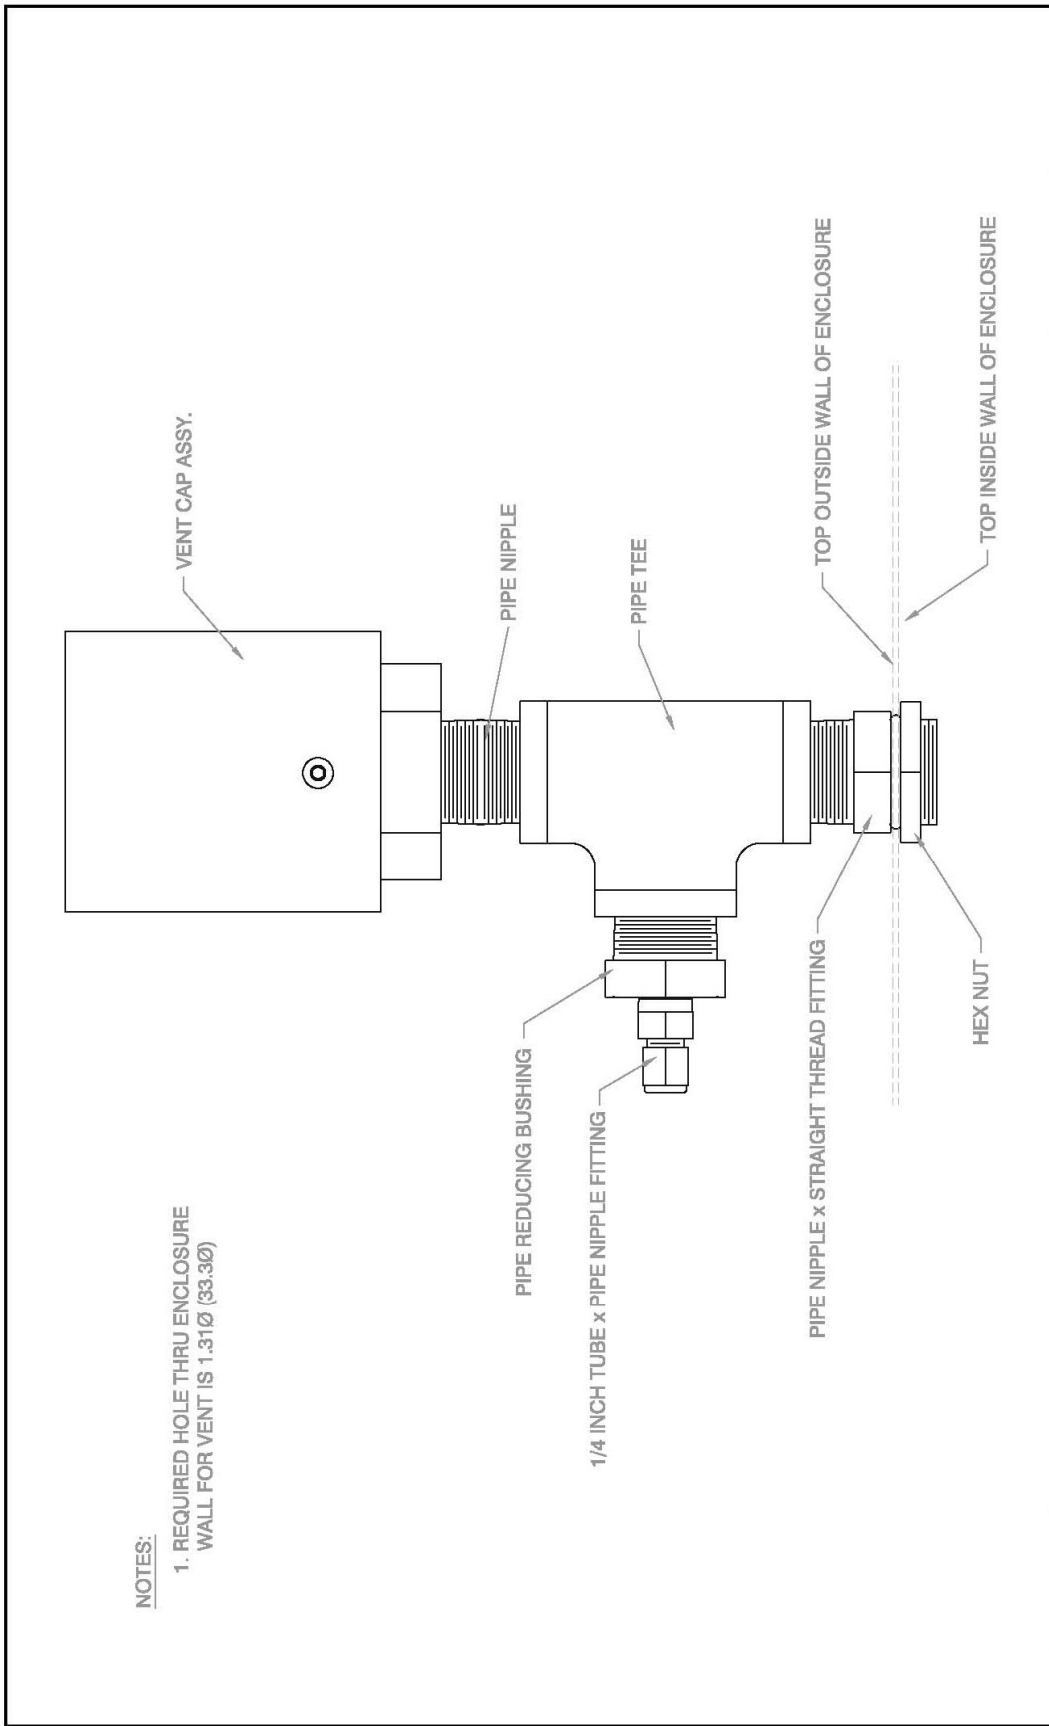 NOTES:
1. REQUIRED HOLE THRU ENCLOSURE
WALL FOR VENT IS 1.31Ø (33.3Ø)
VENT CAP ASSY.
PIPE NIPPLE
PIPE REDUCING BUSHING
1/4 INCH TUBE x PIPE NIPPLE FITTING
PIPE TEE
PIPE NIPPLE x STRAIGHT THREAD FITTING
TOP OUTSIDE WALL OF ENCLOSURE
HEX NUT
TOP INSIDE WALL OF ENCLOSURE